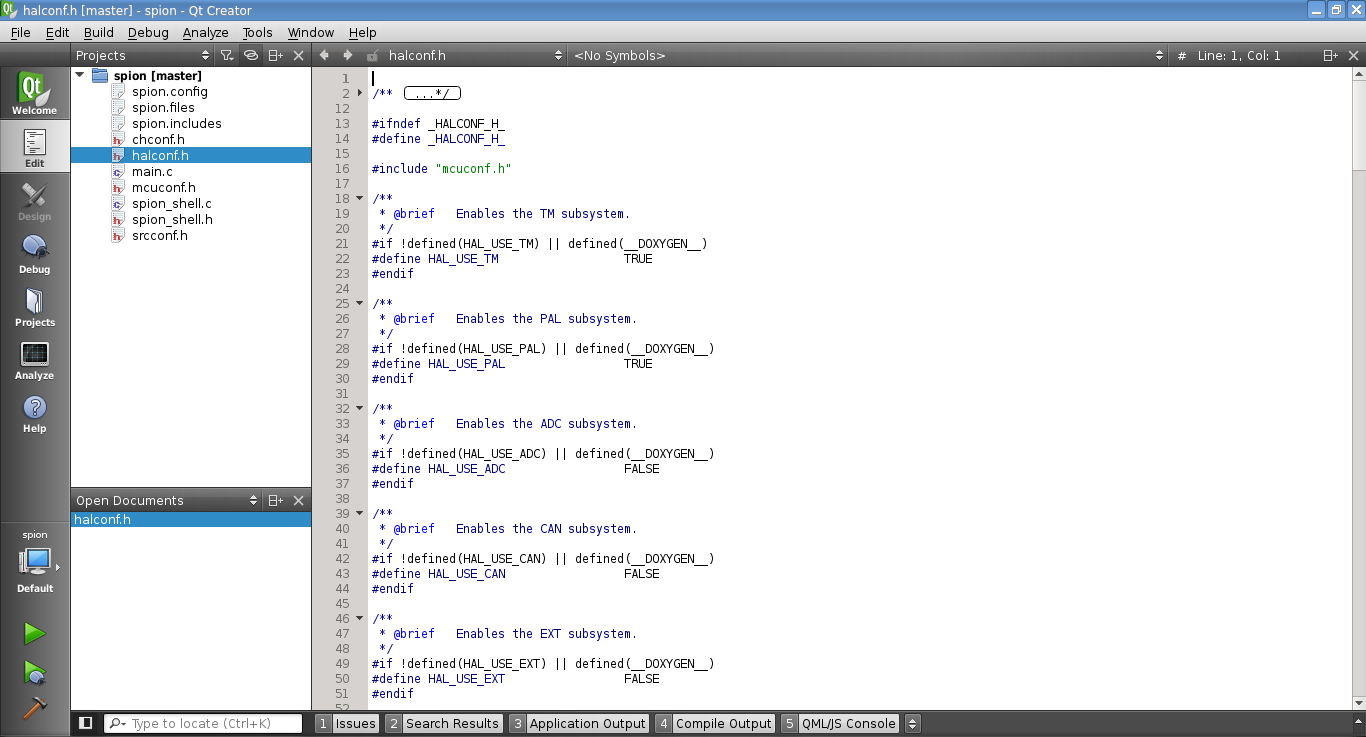 halconf.h [master] - spion - Qt Creator
File Edit Build Debug Analyze Tools Window Help
Projects
halconf.h
<No Symbols>
# Line: 1, Col: 1
Welcome
Edit
Design
Debug
Projects
Analyze
Help
spion
Default
spion [master]
spion.config
spion.files
spion.includes
chconf.h
halconf.h
main.c
mcuconf.h
spion_shell.c
spion_shell.h
srcconf.h
Open Documents
halconf.h
1
2 /** ...*/
12
13 #ifndef _HALCONF_H_
14 #define _HALCONF_H_
15
16 #include "mcuconf.h"
17
18 /**
19 * @brief Enables the TM subsystem.
20 */
21 #if !defined(HAL_USE_TM) || defined(__DOXYGEN__)
22 #define HAL_USE_TM TRUE
23 #endif
24
25 /**
26 * @brief Enables the PAL subsystem.
27 */
28 #if !defined(HAL_USE_PAL) || defined(__DOXYGEN__)
29 #define HAL_USE_PAL TRUE
30 #endif
31
32 /**
33 * @brief Enables the ADC subsystem.
34 */
35 #if !defined(HAL_USE_ADC) || defined(__DOXYGEN__)
36 #define HAL_USE_ADC FALSE
37 #endif
38
39 /**
40 * @brief Enables the CAN subsystem.
41 */
42 #if !defined(HAL_USE_CAN) || defined(__DOXYGEN__)
43 #define HAL_USE_CAN FALSE
44 #endif
45
46 /**
47 * @brief Enables the EXT subsystem.
48 */
49 #if !defined(HAL_USE_EXT) || defined(__DOXYGEN__)
50 #define HAL_USE_EXT FALSE
51 #endif
52
Type to locate (Ctrl+K)
1 Issues 2 Search Results 3 Application Output 4 Compile Output 5 QML/JS Console